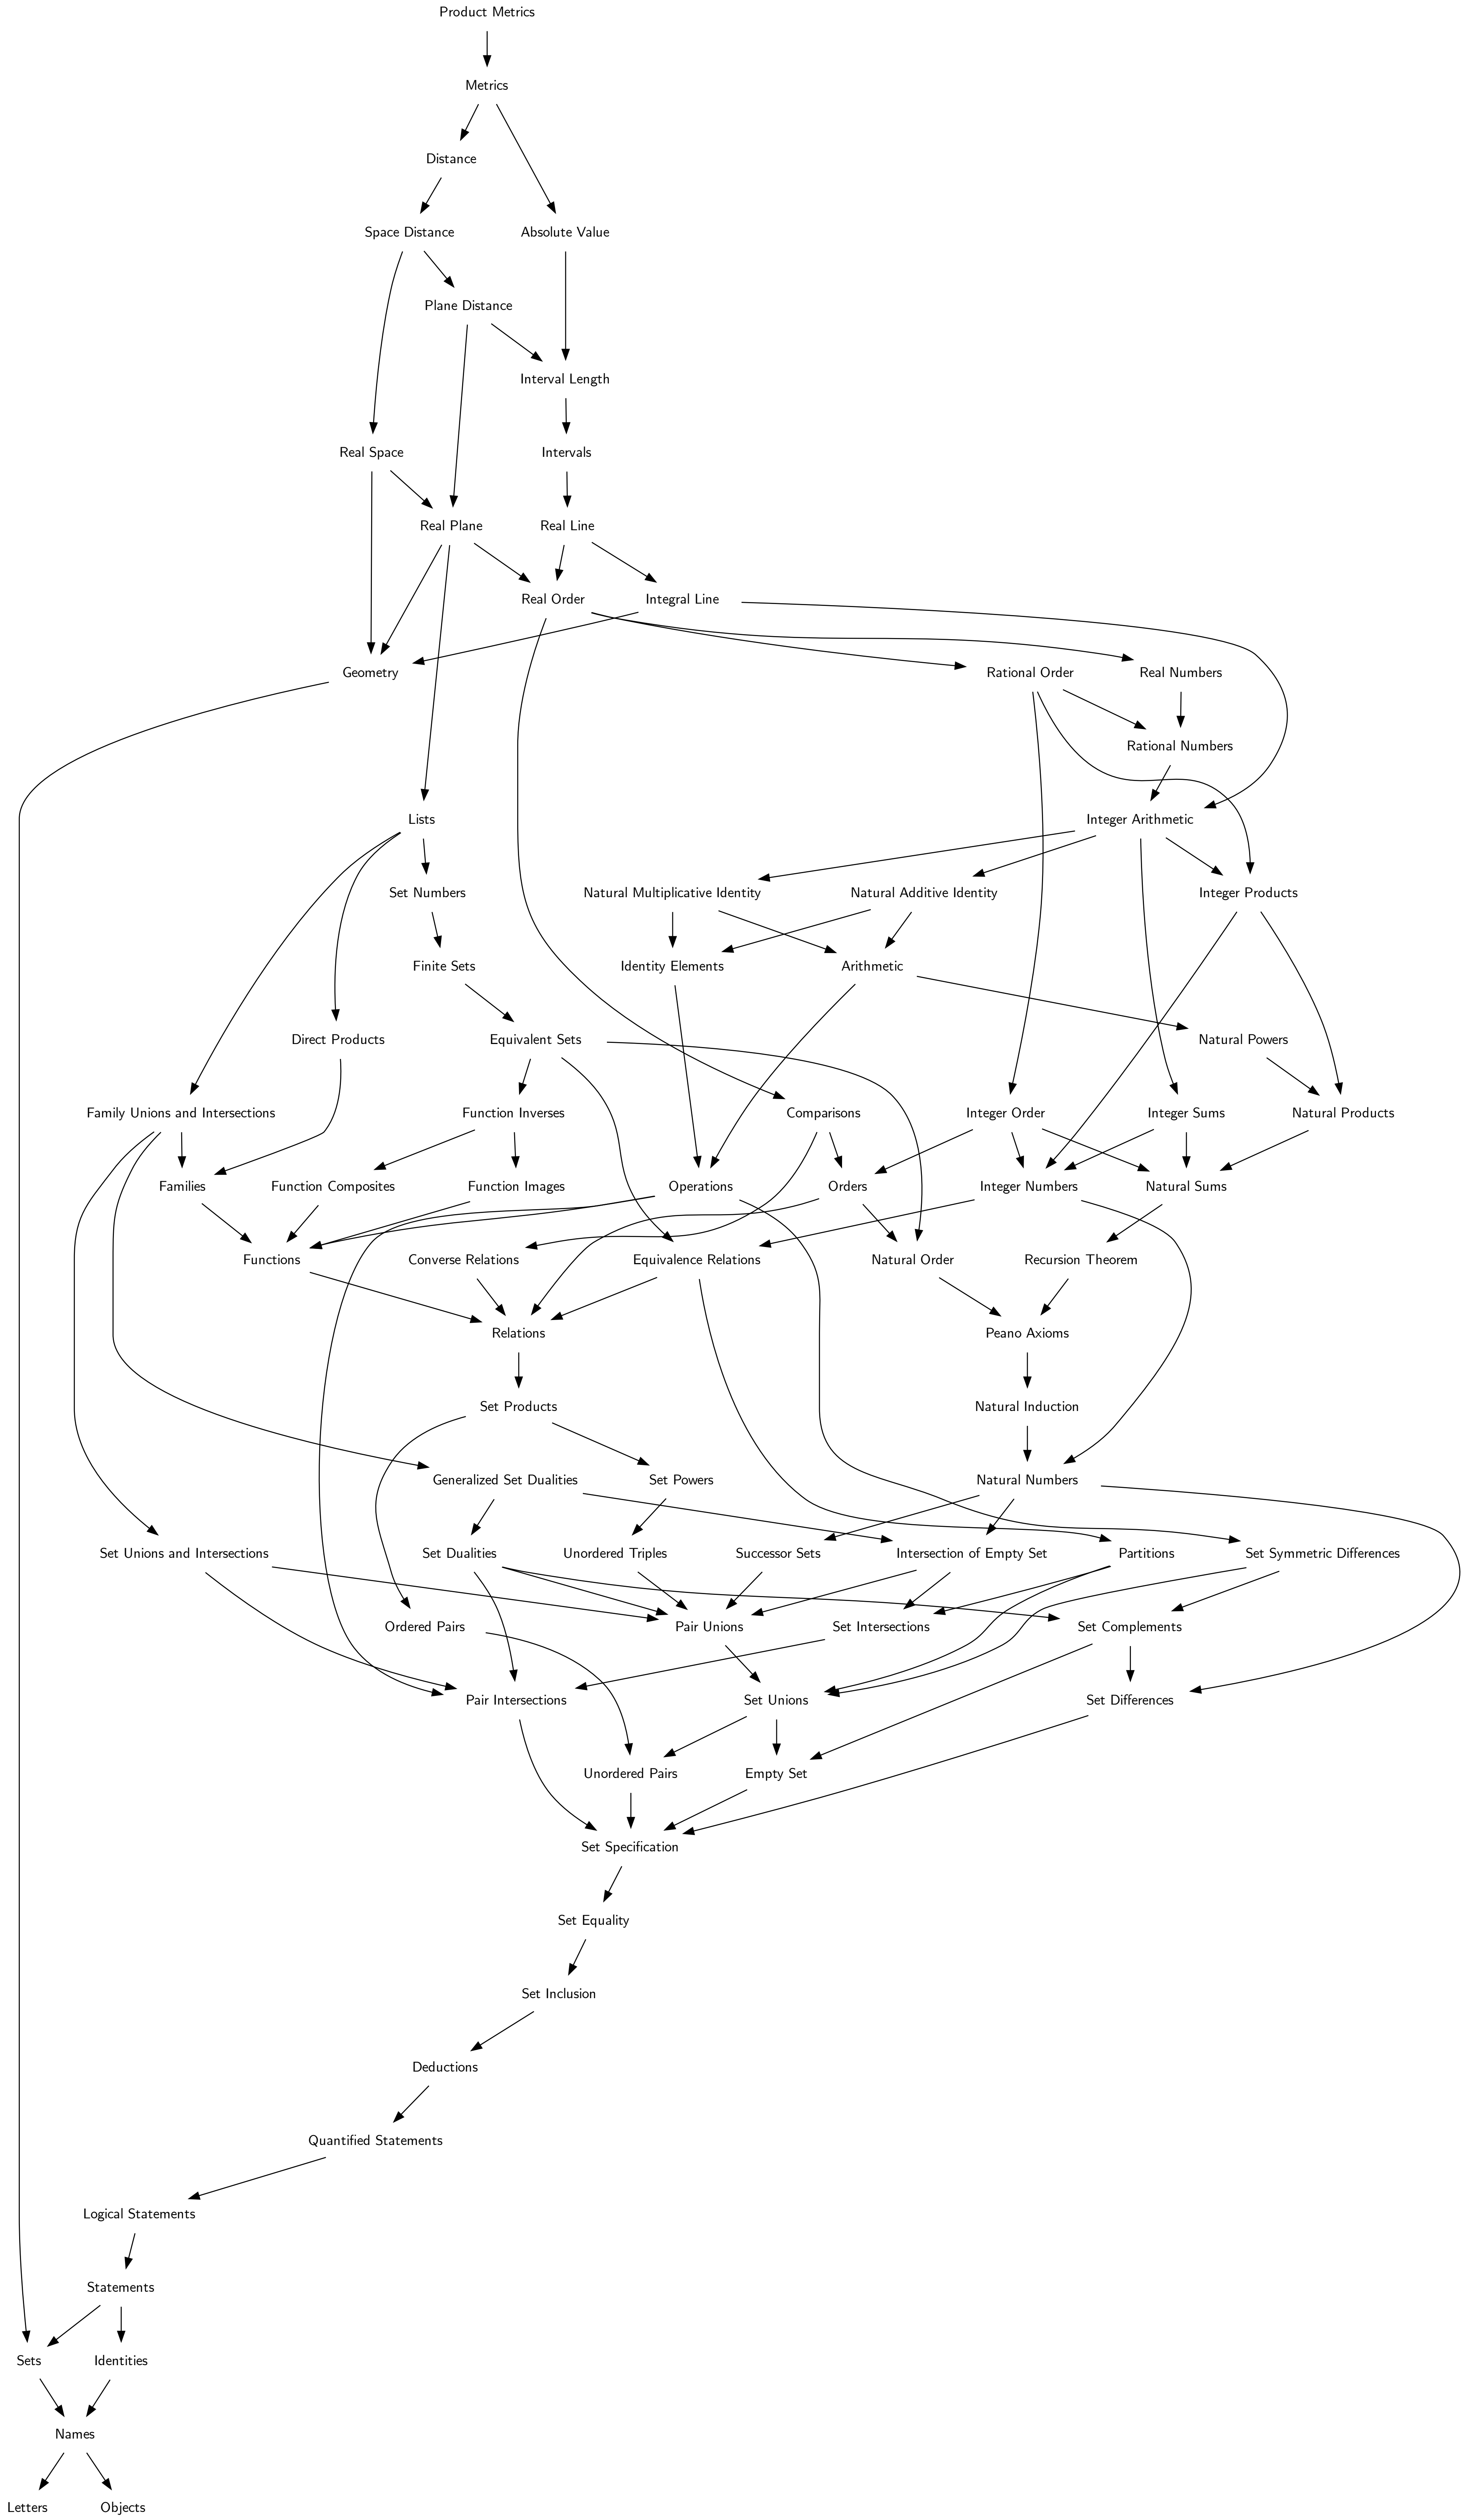 Product Metrics
Metrics
Distance
Space Distance
Absolute Value
Plane Distance
Interval Length
Real Space
Intervals
Real Plane
Real Line
Real Order
Integral Line
Geometry
Rational Order
Real Numbers
Rational Numbers
Lists
Integer Arithmetic
Set Numbers
Natural Multiplicative Identity
Natural Additive Identity
Integer Products
Finite Sets
Identity Elements
Arithmetic
Direct Products
Equivalent Sets
Natural Powers
Family Unions and Intersections
Function Inverses
Comparisons
Integer Order
Integer Sums
Natural Products
Families
Function Composites
Function Images
Operations
Orders
Integer Numbers
Natural Sums
Functions
Converse Relations
Equivalence Relations
Natural Order
Recursion Theorem
Relations
Peano Axioms
Set Products
Natural Induction
Generalized Set Dualities
Set Powers
Natural Numbers
Set Unions and Intersections
Set Dualities
Unordered Triples
Successor Sets
Intersection of Empty Set
Partitions
Set Symmetric Differences
Ordered Pairs
Pair Unions
Set Intersections
Set Complements
Pair Intersections
Set Unions
Set Differences
Unordered Pairs
Empty Set
Set Specification
Set Equality
Set Inclusion
Deductions
Quantified Statements
Logical Statements
Statements
Sets
Identities
Names
Letters
Objects